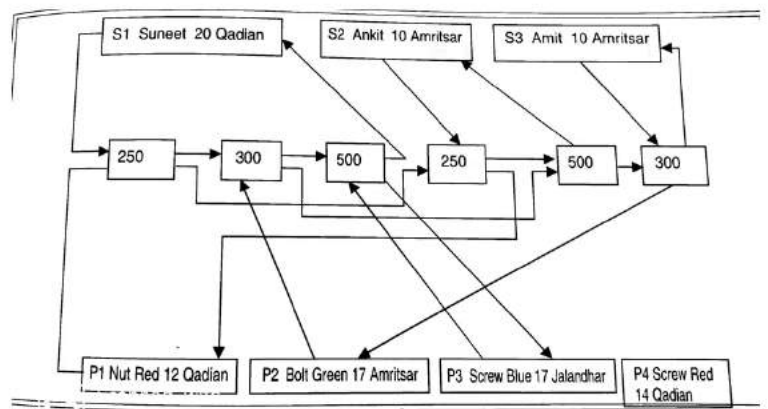 S1 Suneet 20 Qadian
S2 Ankit 10 Amritsar
S3 Amit 10 Amritsar
250
300
500
250
500
300
P1 Nut Red 12 Qadian
P2 Bolt Green 17 Amritsar
P3 Screw Blue 17 Jalandhar
P4 Screw Red
14 Qadian